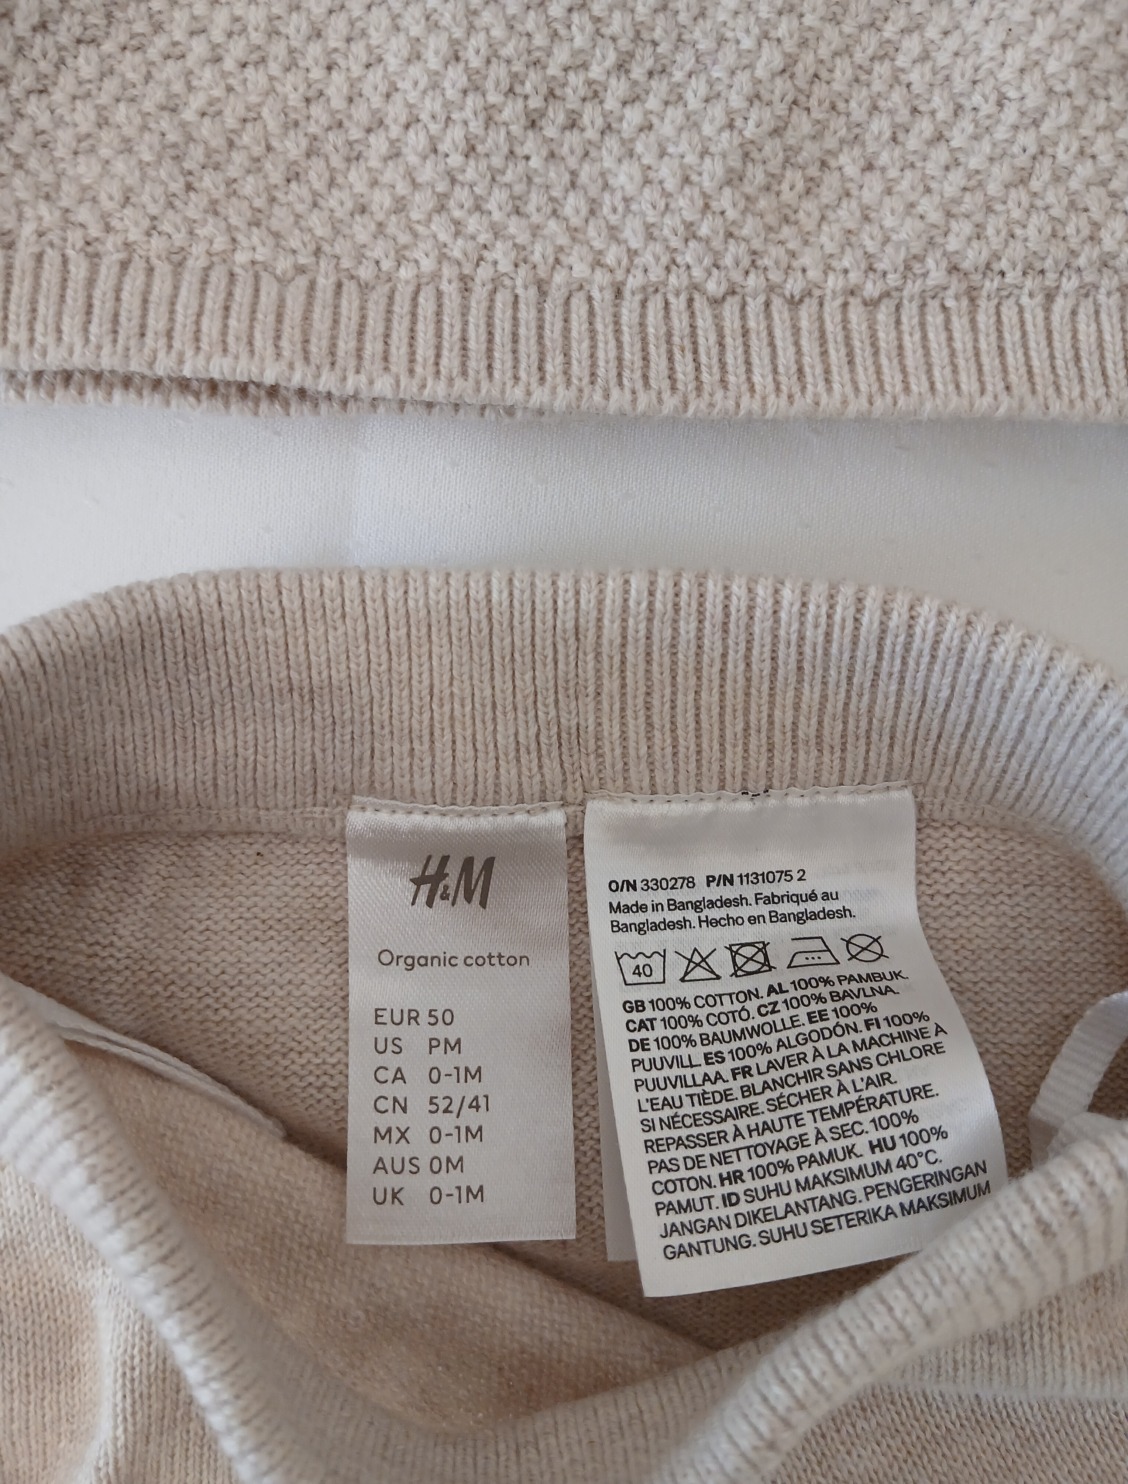 H&M
Organic cotton
EUR 50
US PM
CA 0-1M
CN 52/41
MX 0-1M
AUS 0M
UK 0-1M
O/N 330278 P/N 1131075 2
Made in Bangladesh. Fabriqué au
Bangladesh. Hecho en Bangladesh.
40
GB 100% COTTON. AL 100% PAMBUK.
CAT 100% COTÓ. CZ 100% BAVLNA.
DE 100% BAUMWOLLE. EE 100%
PUUVILL. ES 100% ALGODÓN. FI 100%
PUUVILLAA. FR LAVER À LA MACHINE À
L'EAU TIÈDE. BLANCHIR SANS CHLORE
SI NÉCESSAIRE. SÉCHER À L'AIR.
REPASSER À HAUTE TEMPÉRATURE.
PAS DE NETTOYAGE À SEC. 100%
COTON. HR 100% PAMUK. HU 100%
PAMUT. ID SUHU MAKSIMUM 40°C.
JANGAN DIKELANTANG. PENGERINGAN
GANTUNG. SUHU SETERIKA MAKSIMUM